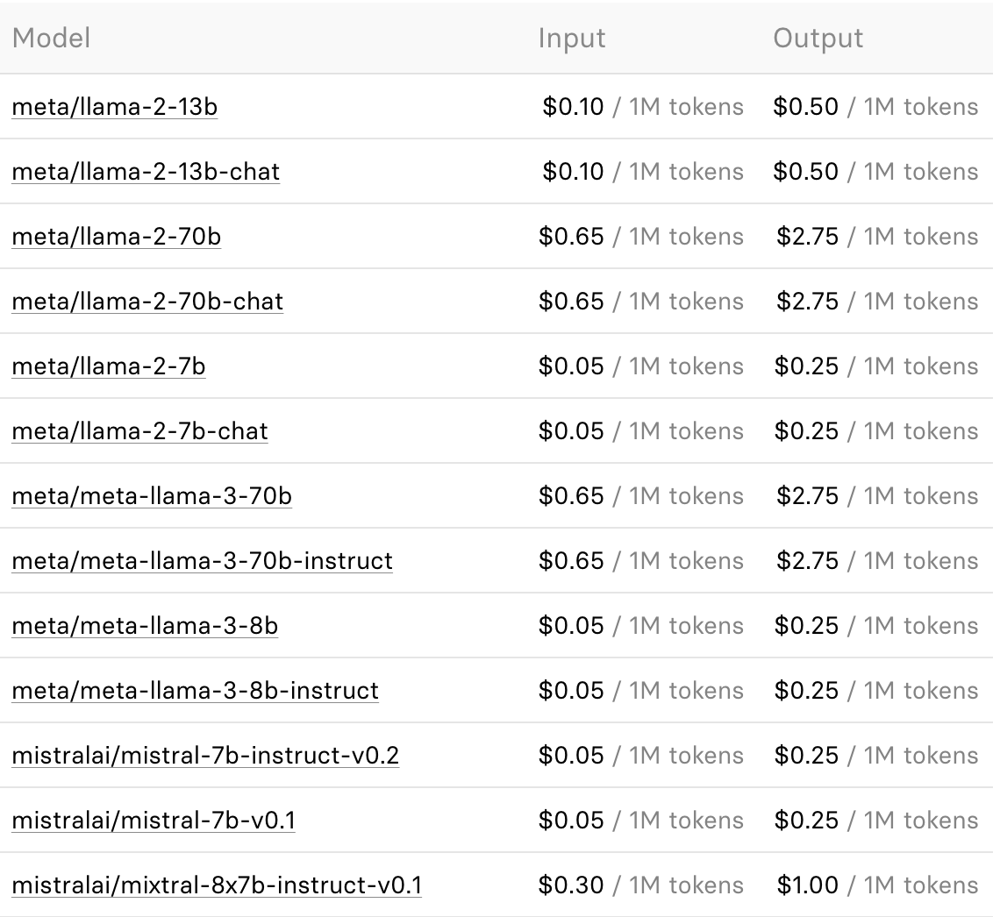 Model Input Output
meta/llama-2-13b $0.10 / 1M tokens $0.50 / 1M tokens
meta/llama-2-13b-chat $0.10 / 1M tokens $0.50 / 1M tokens
meta/llama-2-70b $0.65 / 1M tokens $2.75 / 1M tokens
meta/llama-2-70b-chat $0.65 / 1M tokens $2.75 / 1M tokens
meta/llama-2-7b $0.05 / 1M tokens $0.25 / 1M tokens
meta/llama-2-7b-chat $0.05 / 1M tokens $0.25 / 1M tokens
meta/meta-llama-3-70b $0.65 / 1M tokens $2.75 / 1M tokens
meta/meta-llama-3-70b-instruct $0.65 / 1M tokens $2.75 / 1M tokens
meta/meta-llama-3-8b $0.05 / 1M tokens $0.25 / 1M tokens
meta/meta-llama-3-8b-instruct $0.05 / 1M tokens $0.25 / 1M tokens
mistralai/mistral-7b-instruct-v0.2 $0.05 / 1M tokens $0.25 / 1M tokens
mistralai/mistral-7b-v0.1 $0.05 / 1M tokens $0.25 / 1M tokens
mistralai/mixtral-8x7b-instruct-v0.1 $0.30 / 1M tokens $1.00 / 1M tokens